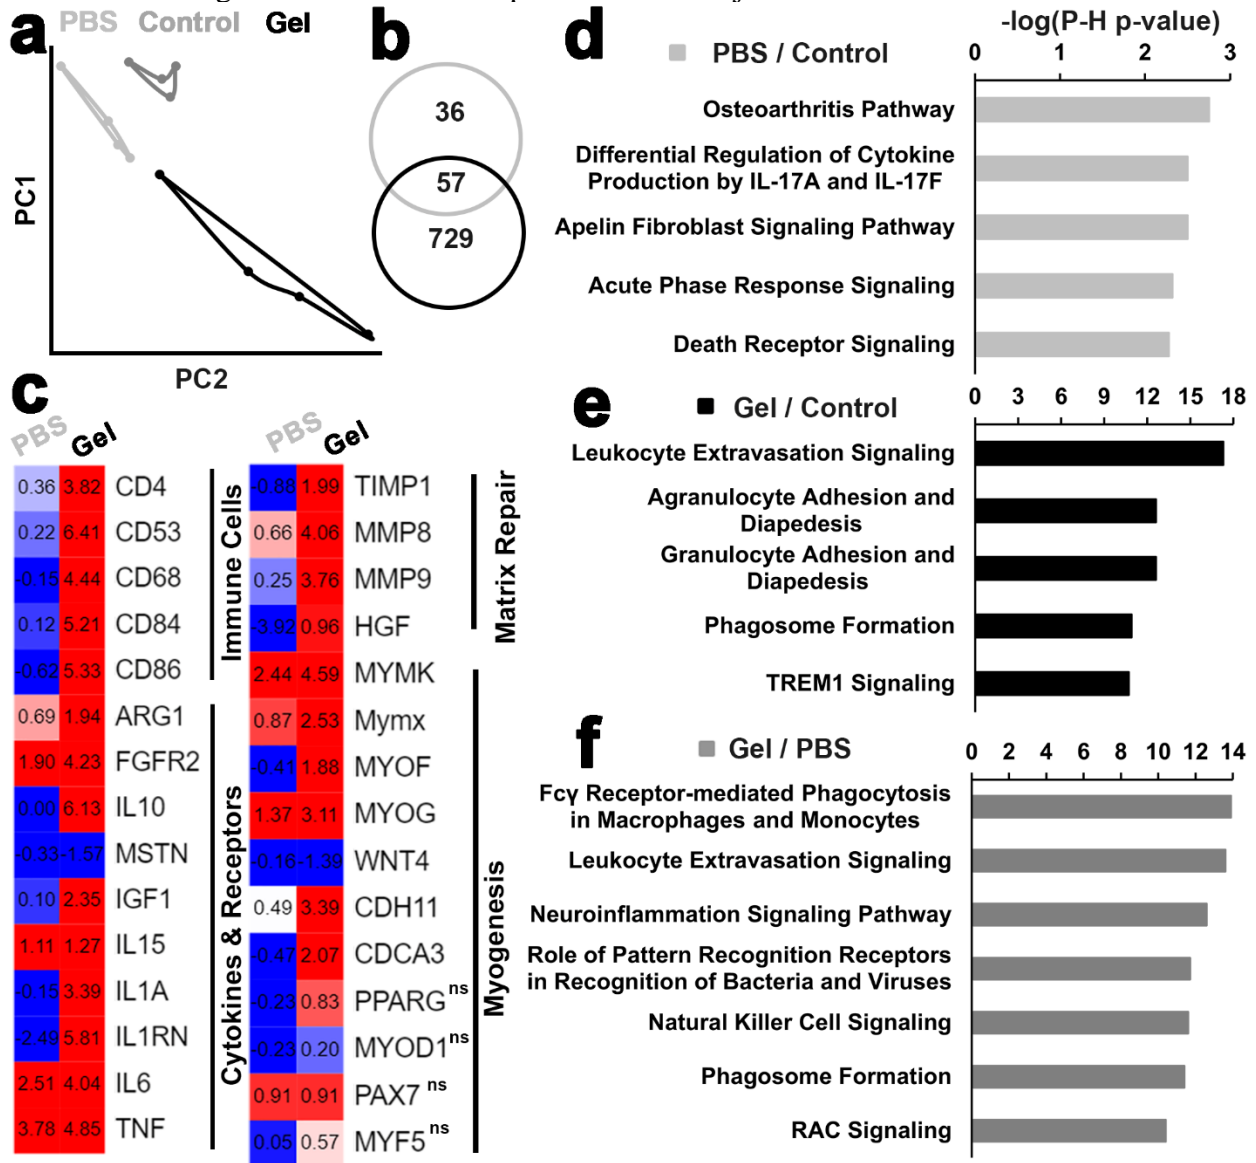 a PBS Control Gel
PC1
PC2
b
36
57
729
c
PBS Gel
0.36 3.82 CD4
0.22 6.41 CD53
-0.15 4.44 CD68
0.12 5.21 CD84
-0.62 5.33 CD86
Immune Cells
0.69 1.94 ARG1
1.90 4.23 FGFR2
0.00 6.13 IL10
-0.33 -1.57 MSTN
0.10 2.35 IGF1
1.11 1.27 IL15
-0.15 3.39 IL1A
-2.49 5.81 IL1RN
2.51 4.04 IL6
3.78 4.85 TNF
Cytokines & Receptors
PBS Gel
-0.88 1.99 TIMP1
0.66 4.06 MMP8
0.25 3.76 MMP9
-3.92 0.96 HGF
Matrix Repair
2.44 4.59 MYMK
0.87 2.53 Mymx
-0.41 1.88 MYOF
1.37 3.11 MYOG
-0.16 -1.39 WNT4
0.49 3.39 CDH11
-0.47 2.07 CDCA3
-0.23 0.83 PPARG ns
-0.23 0.20 MYOD1 ns
0.91 0.91 PAX7 ns
0.05 0.57 MYF5 ns
Myogenesis
d
PBS / Control
-log(P-H p-value)
0 1 2 3
Osteoarthritis Pathway
Differential Regulation of Cytokine
Production by IL-17A and IL-17F
Apelin Fibroblast Signaling Pathway
Acute Phase Response Signaling
Death Receptor Signaling
e
Gel / Control
0 3 6 9 12 15 18
Leukocyte Extravasation Signaling
Agranulocyte Adhesion and
Diapedesis
Granulocyte Adhesion and
Diapedesis
Phagosome Formation
TREM1 Signaling
f
Gel / PBS
0 2 4 6 8 10 12 14
Fcγ Receptor-mediated Phagocytosis
in Macrophages and Monocytes
Leukocyte Extravasation Signaling
Neuroinflammation Signaling Pathway
Role of Pattern Recognition Receptors
in Recognition of Bacteria and Viruses
Natural Killer Cell Signaling
Phagosome Formation
RAC Signaling